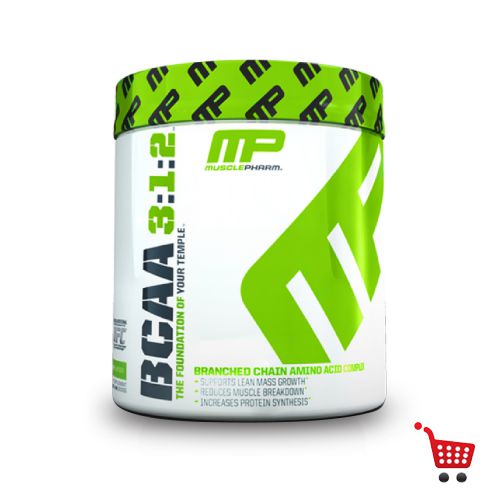 MP
MUSCLEPHARM
BCAA 3:1:2
THE FOUNDATION OF YOUR TEMPLE™
BRANCHED CHAIN AMINO ACID COMPLEX
+ SUPPORTS LEAN MASS GROWTH*
+ REDUCES MUSCLE BREAKDOWN*
+ INCREASES PROTEIN SYNTHESIS*